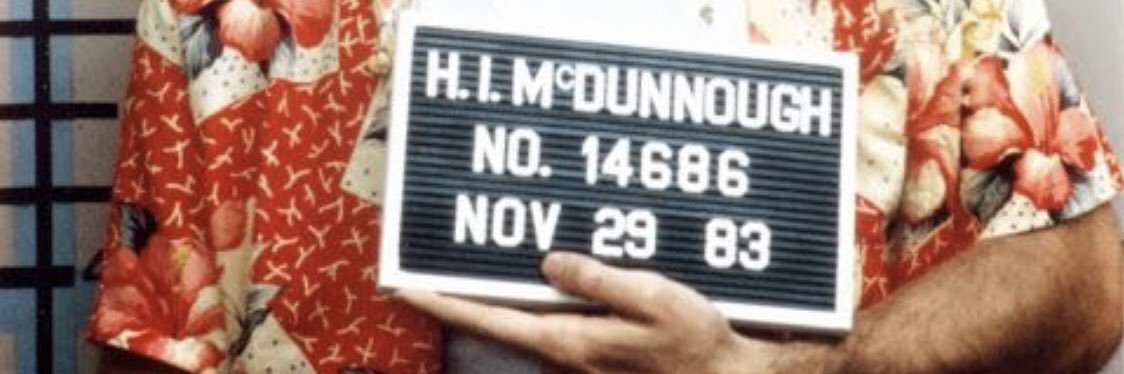 H. I. McDUNNOUGH
NO. 14686
NOV 29 83